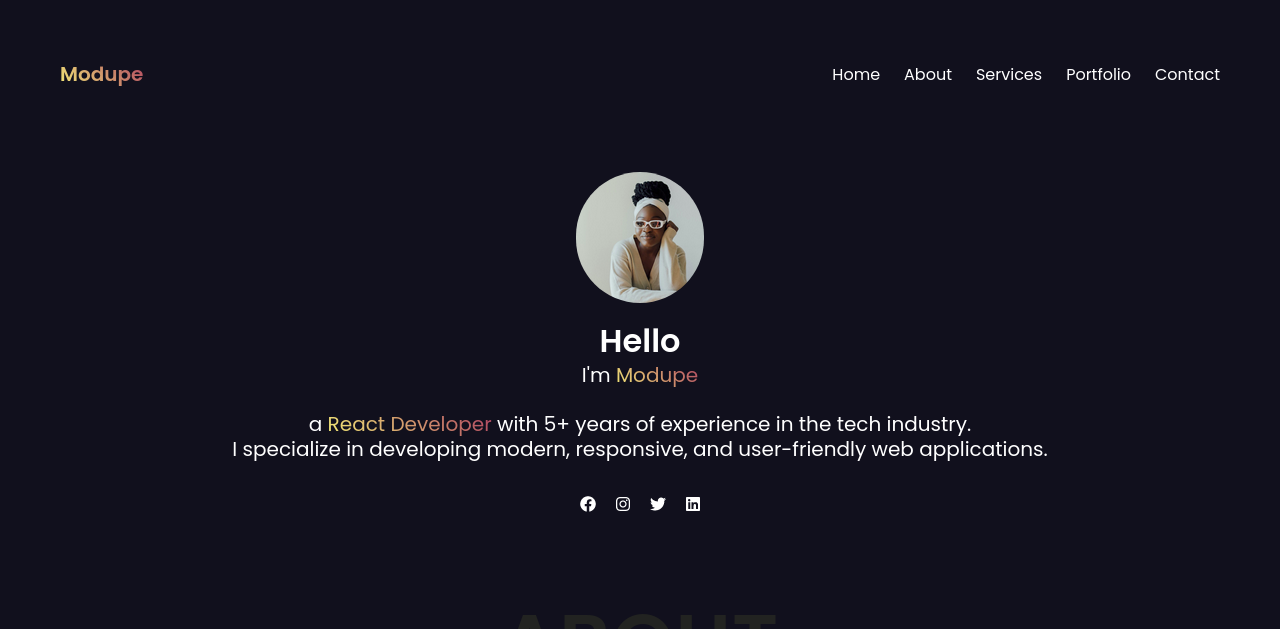 Modupe
Home About Services Portfolio Contact
Hello
I'm Modupe
a React Developer with 5+ years of experience in the tech industry.
I specialize in developing modern, responsive, and user-friendly web applications.
ABOUT